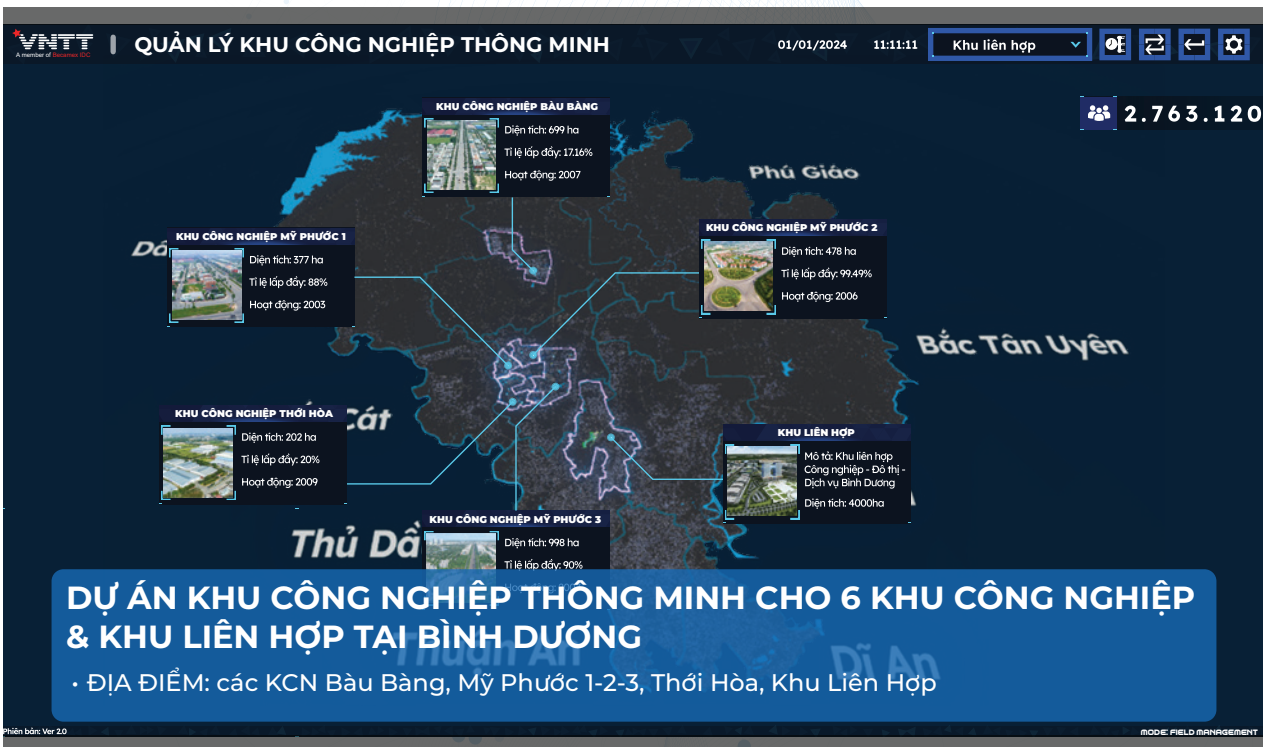 VNTT
A member of Becamex IDC
QUẢN LÝ KHU CÔNG NGHIỆP THÔNG MINH
01/01/2024
11:11:11
Khu liên hợp
2.763.120
KHU CÔNG NGHIỆP BÀU BÀNG
Diện tích: 699 ha
Tỉ lệ lấp đầy: 17.16%
Hoạt động: 2007
Phú Giáo
KHU CÔNG NGHIỆP MỸ PHƯỚC 1
Diện tích: 377 ha
Tỉ lệ lấp đầy: 88%
Hoạt động: 2003
KHU CÔNG NGHIỆP MỸ PHƯỚC 2
Diện tích: 478 ha
Tỉ lệ lấp đầy: 99.49%
Hoạt động: 2006
Bắc Tân Uyên
KHU CÔNG NGHIỆP THỚI HÒA
Diện tích: 202 ha
Tỉ lệ lấp đầy: 20%
Hoạt động: 2009
Cát
KHU LIÊN HỢP
Mô tả: Khu liên hợp
Công nghiệp - Đô thị -
Dịch vụ Bình Dương
Diện tích: 4000ha
KHU CÔNG NGHIỆP MỸ PHƯỚC 3
Diện tích: 998 ha
Tỉ lệ lấp đầy: 90%
Thủ Dầ
DỰ ÁN KHU CÔNG NGHIỆP THÔNG MINH CHO 6 KHU CÔNG NGHIỆP
& KHU LIÊN HỢP TẠI BÌNH DƯƠNG
Thuận An
Dĩ An
• ĐỊA ĐIỂM: các KCN Bàu Bàng, Mỹ Phước 1-2-3, Thới Hòa, Khu Liên Hợp
Phiên bản: Ver 2.0
MODE: FIELD MANAGEMENT